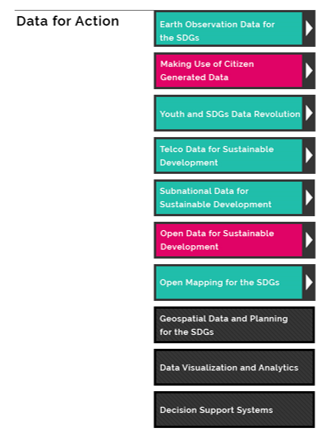 Data for Action
Earth Observation Data for
the SDGs
Making Use of Citizen
Generated Data
Youth and SDGs Data Revolution
Telco Data for Sustainable
Development
Subnational Data for
Sustainable Development
Open Data for Sustainable
Development
Open Mapping for the SDGs
Geospatial Data and Planning
for the SDGs
Data Visualization and Analytics
Decision Support Systems